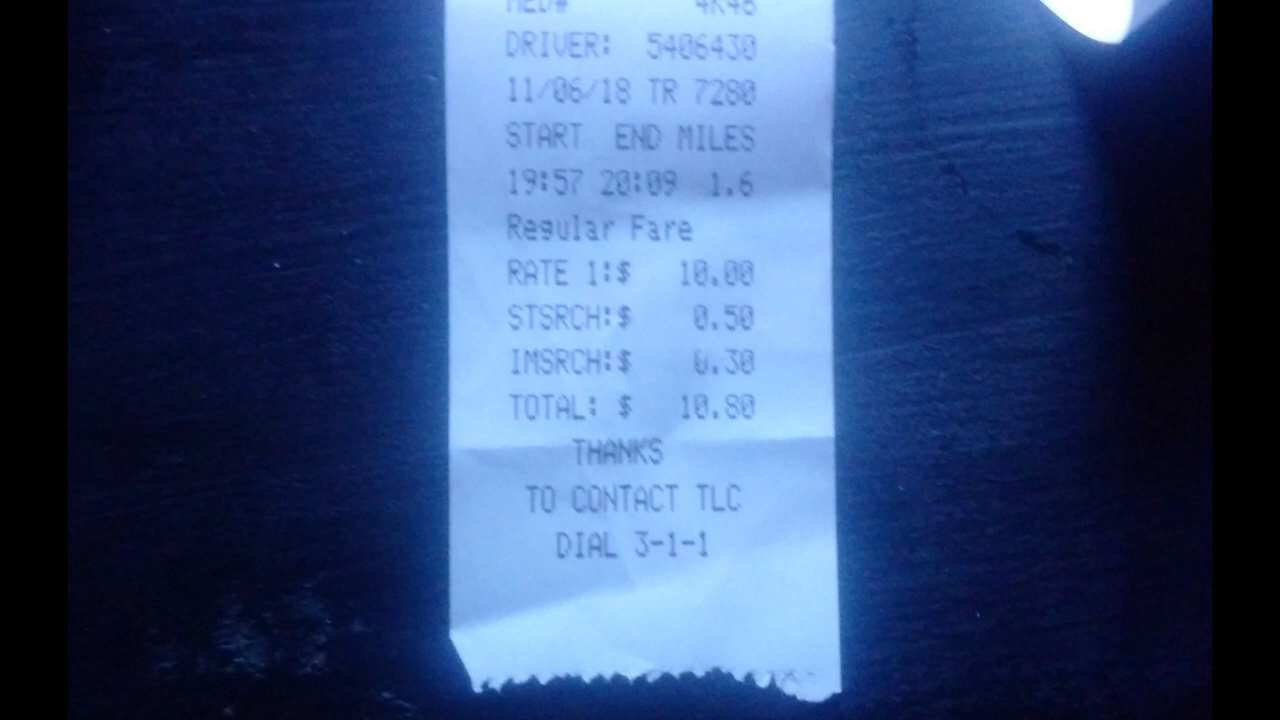 MED# 4K48
DRIVER: 5406430
11/06/18 TR 7280
START END MILES
19:57 20:09 1.6
Regular Fare
RATE 1:$ 10.00
STSRCH:$ 0.50
IMSRCH:$ 0.30
TOTAL: $ 10.80
THANKS
TO CONTACT TLC
DIAL 3-1-1